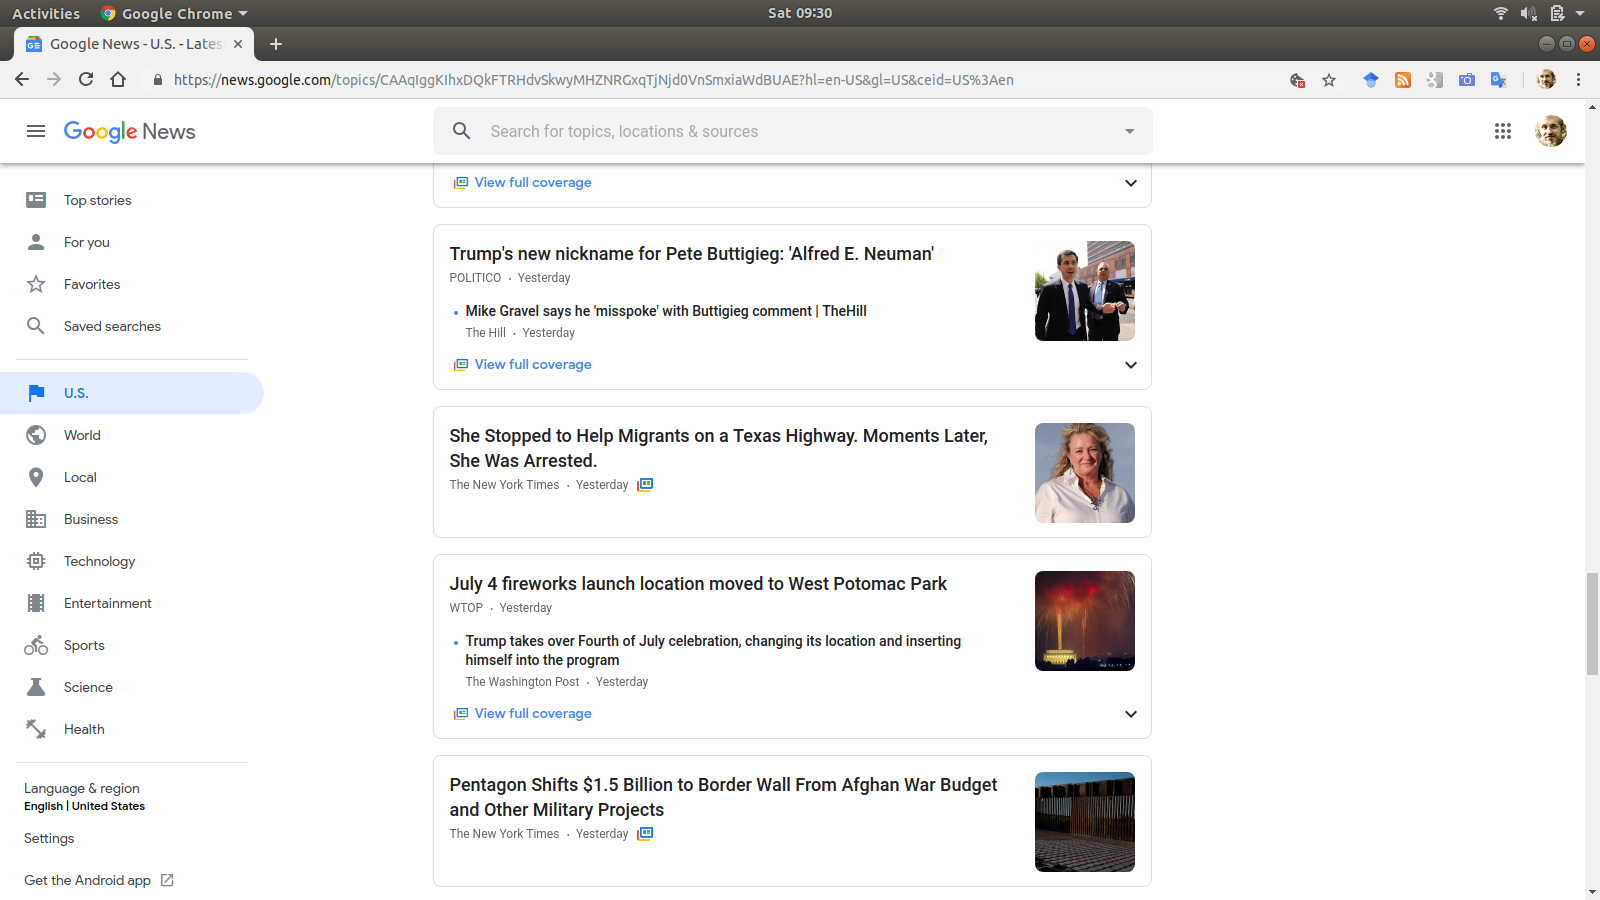 Activities Google Chrome Sat 09:30
Google News - U.S. - Lates
https://news.google.com/topics/CAAqIggKIhxDQkFTRHdvSkwyMHZNRGxqTjNjd0VnSmxiaWdBUAE?hl=en-US&gl=US&ceid=US%3Aen
Google News
Search for topics, locations & sources
Top stories
For you
Favorites
Saved searches
U.S.
World
Local
Business
Technology
Entertainment
Sports
Science
Health
Language & region
English | United States
Settings
Get the Android app
View full coverage
Trump's new nickname for Pete Buttigieg: 'Alfred E. Neuman'
POLITICO · Yesterday
Mike Gravel says he 'misspoke' with Buttigieg comment | TheHill
The Hill · Yesterday
View full coverage
She Stopped to Help Migrants on a Texas Highway. Moments Later,
She Was Arrested.
The New York Times · Yesterday
July 4 fireworks launch location moved to West Potomac Park
WTOP · Yesterday
Trump takes over Fourth of July celebration, changing its location and inserting
himself into the program
The Washington Post · Yesterday
View full coverage
Pentagon Shifts $1.5 Billion to Border Wall From Afghan War Budget
and Other Military Projects
The New York Times · Yesterday